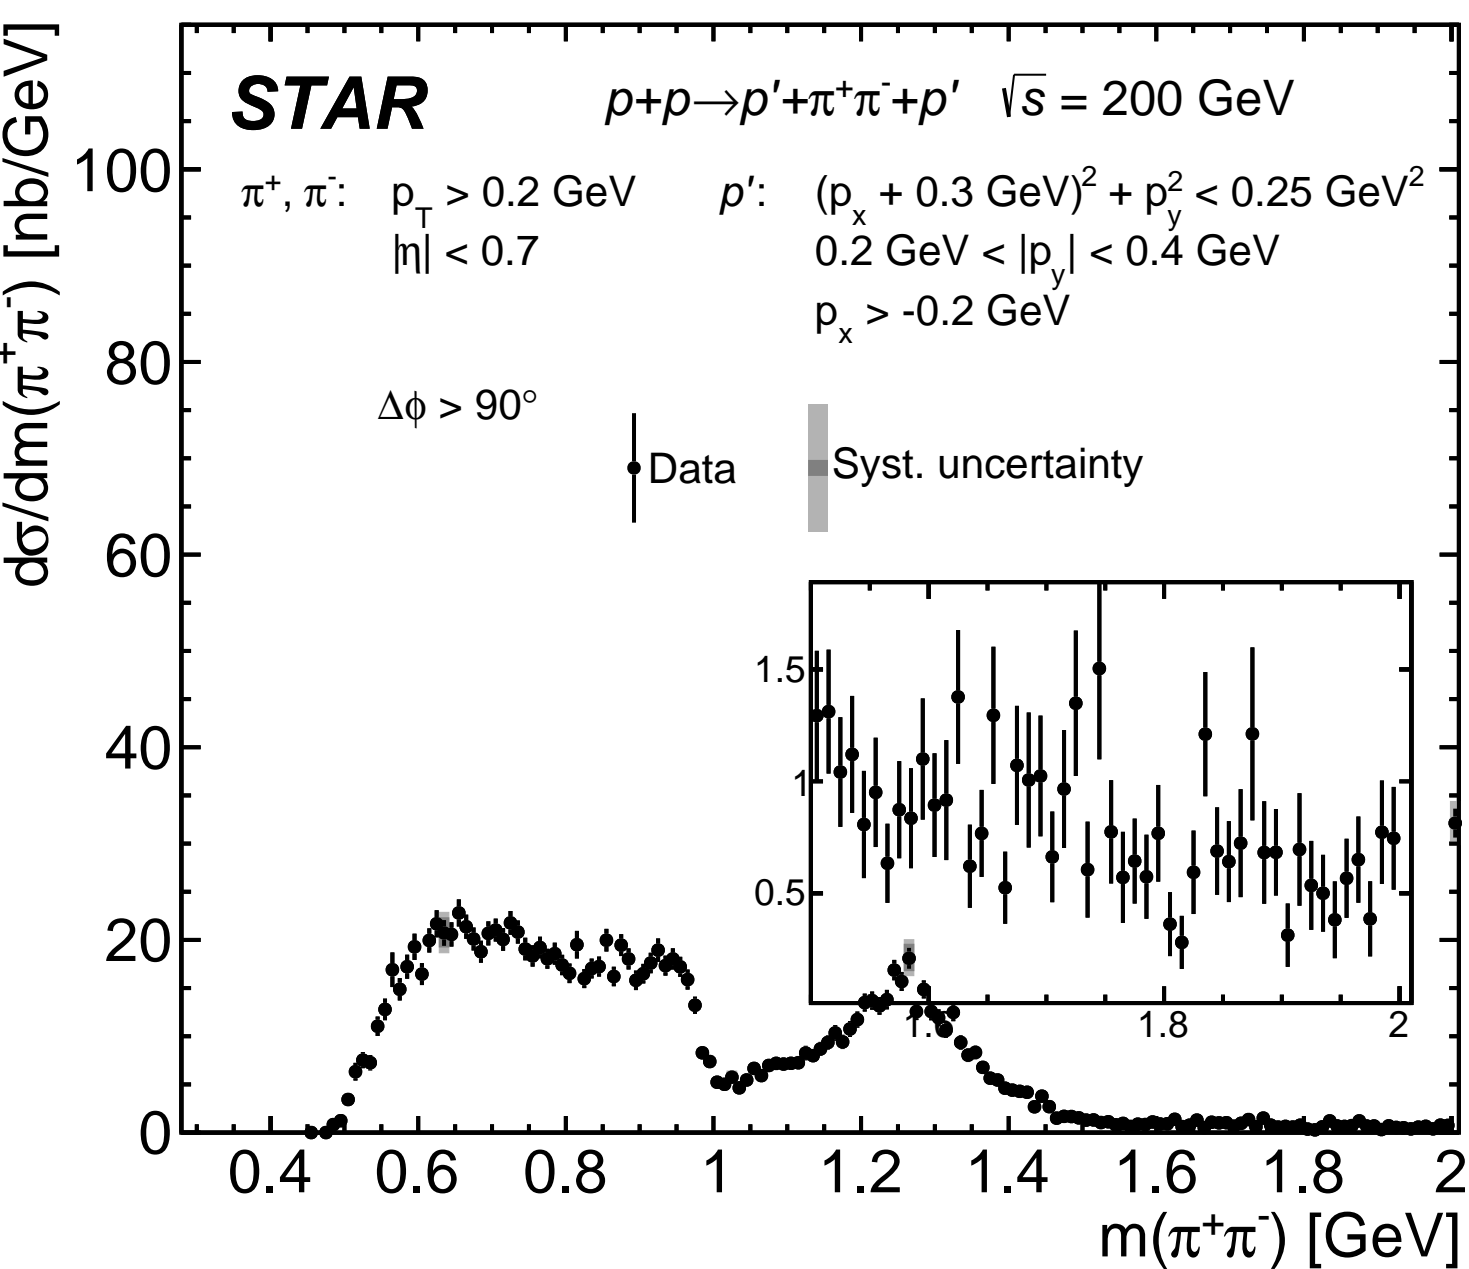 STAR p+p→p′+π⁺π⁻+p′ √s = 200 GeV
π⁺, π⁻: p_T > 0.2 GeV p′: (p_x + 0.3 GeV)² + p_y² < 0.25 GeV²
|η| < 0.7 0.2 GeV < |p_y| < 0.4 GeV
p_x > -0.2 GeV
Δϕ > 90°
Data Syst. uncertainty
dσ/dm(π⁺π⁻) [nb/GeV]
100
80
60
40
20
0
1.5
1
0.5
1.8 2
0.4 0.6 0.8 1 1.2 1.4 1.6 1.8 2
m(π⁺π⁻) [GeV]